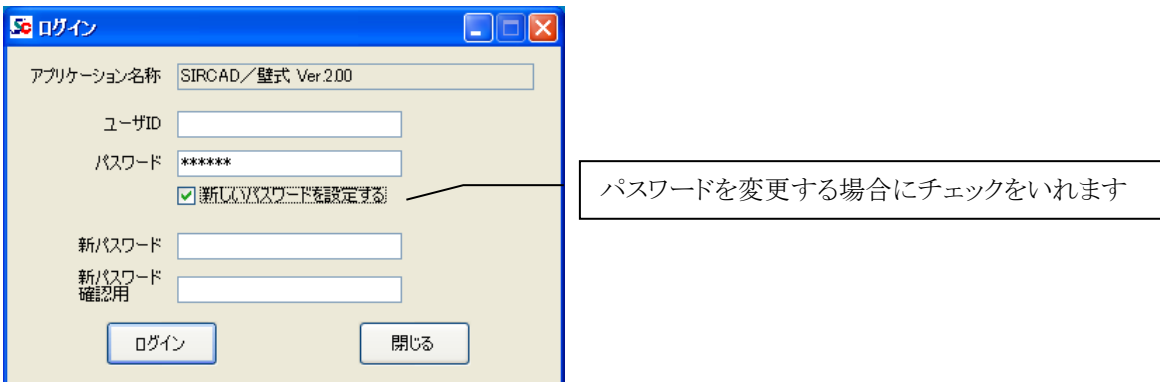 Sc ログイン
アプリケーション名称 SIRCAD／壁式 Ver.2.00
ユーザID
パスワード ******
新しいパスワードを設定する
パスワードを変更する場合にチェックをいれます
新パスワード
新パスワード
確認用
ログイン 閉じる